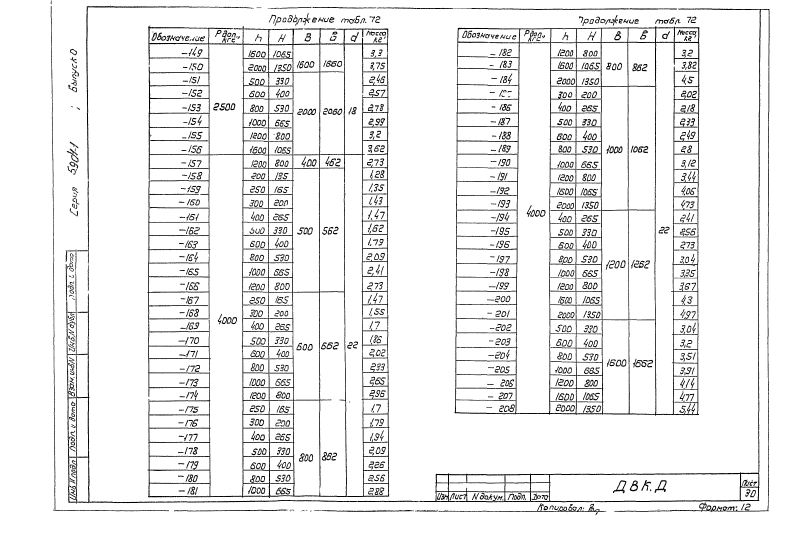 Продолжение табл. 72
Обозначение Рдоп., кгс h H B Б d Масса кг
-149 2500 1600 1065 1600 1660 18 3,3
-150 2000 1350 3,75
-151 500 330 2000 2060 2,46
-152 600 400 2,57
-153 800 530 2,78
-154 1000 665 2,99
-155 1200 800 3,2
-156 1600 1065 3,62
-157 4000 1200 800 400 462 22 2,73
-158 200 135 500 562 1,28
-159 250 165 1,35
-160 300 200 1,43
-161 400 265 1,47
-162 500 330 1,62
-163 600 400 1,79
-164 800 530 2,09
-165 1000 665 2,41
-166 1200 800 2,73
-167 250 165 600 662 1,47
-168 300 200 1,55
-169 400 265 1,7
-170 500 330 1,86
-171 600 400 2,02
-172 800 530 2,33
-173 1000 665 2,65
-174 1200 800 2,96
-175 250 165 800 862 1,7
-176 300 200 1,79
-177 400 265 1,94
-178 500 330 2,09
-179 600 400 2,26
-180 800 530 2,56
-181 1000 665 2,88
Продолжение табл. 72
Обозначение Рдоп., кгс h H B Б d Масса кг
-182 4000 1200 800 800 862 22 3,2
-183 1600 1065 3,82
-184 2000 1350 4,5
300 200 1000 1062 2,02
-186 400 265 2,18
-187 500 330 2,33
-188 600 400 2,49
-189 800 530 2,8
-190 1000 665 3,12
-191 1200 800 3,44
-192 1600 1065 4,06
-193 2000 1350 4,73
-194 400 265 1200 1262 2,41
-195 500 330 2,56
-196 600 400 2,73
-197 800 530 3,04
-198 1000 665 3,35
-199 1200 800 3,67
-200 1600 1065 4,3
-201 2000 1350 4,97
-202 500 330 1600 1662 3,04
-203 600 400 3,2
-204 800 530 3,51
-205 1000 665 3,91
-206 1200 800 4,14
-207 1600 1065 4,77
-208 2000 1350 5,44
Серия 5.904-1 ; Выпуск 0
Инв.N подл. Подп. и дата Взам. инв.N Инв.N дубл. Подп. и дата
Изм. Лист N докум. Подп. Дата
ДВК.Д
Лист
30
Копировал:
Формат: 12